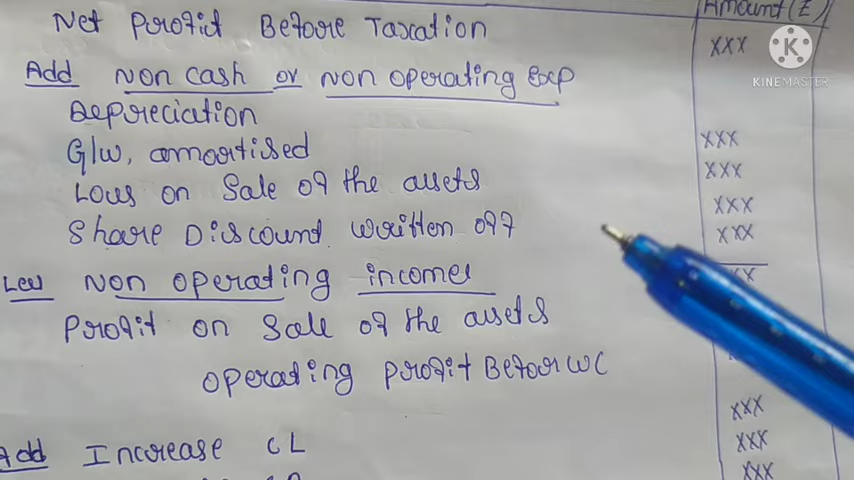 Amount(₹)
Net Profit Before Taxation xxx
Add Non cash or Non operating Exp
Depreciation xxx
G/w, amortised xxx
Loss on Sale of the assets xxx
Share Discount written off xxx
Less Non operating incomes xx
Profit on Sale of the assets
operating profit Before WC
xxx
Add Increase CL xxx
xxx
K
KINEMASTER